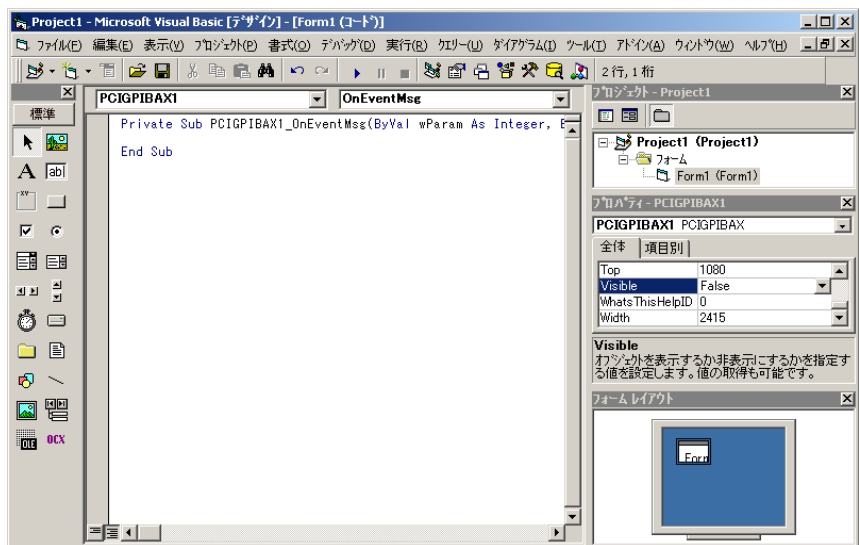 Project1 - Microsoft Visual Basic [ﾃﾞｻﾞｲﾝ] - [Form1 (ｺｰﾄﾞ)]
ﾌｧｲﾙ(F) 編集(E) 表示(V) ﾌﾟﾛｼﾞｪｸﾄ(P) 書式(O) ﾃﾞﾊﾞｯｸﾞ(D) 実行(R) ｸｴﾘｰ(U) ﾀﾞｲｱｸﾞﾗﾑ(I) ﾂｰﾙ(T) ｱﾄﾞｲﾝ(A) ｳｨﾝﾄﾞｳ(W) ﾍﾙﾌﾟ(H)
2 行, 1 桁
標準
A
ab
XY
OLE
OCX
PCIGPIBAX1
OnEventMsg
Private Sub PCIGPIBAX1_OnEventMsg(ByVal wParam As Integer,
End Sub
ﾌﾟﾛｼﾞｪｸﾄ - Project1
Project1 (Project1)
ﾌｫｰﾑ
Form1 (Form1)
ﾌﾟﾛﾊﾟﾃｨ - PCIGPIBAX1
PCIGPIBAX1 PCIGPIBAX
全体
項目別
Top 1080
Visible False
WhatsThisHelpID 0
Width 2415
Visible
ｵﾌﾞｼﾞｪｸﾄを表示するか非表示にするかを指定す
る値を設定します。値の取得も可能です。
ﾌｫｰﾑ ﾚｲｱｳﾄ
Form